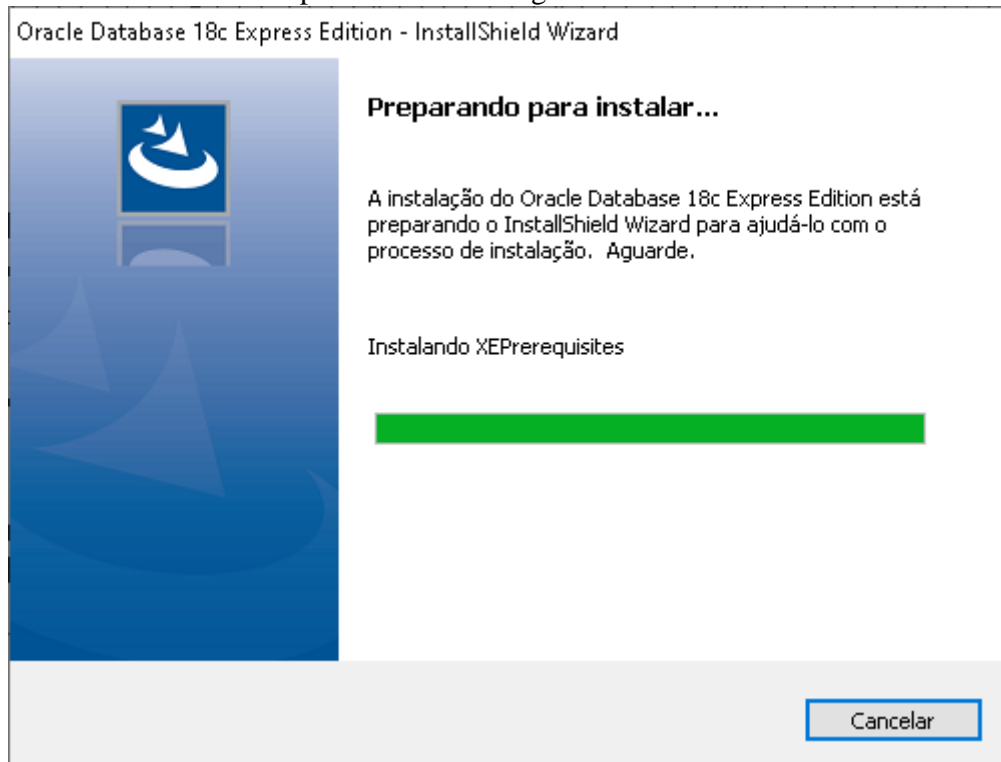 Oracle Database 18c Express Edition - InstallShield Wizard
Preparando para instalar...
A instalação do Oracle Database 18c Express Edition está
preparando o InstallShield Wizard para ajudá-lo com o
processo de instalação. Aguarde.
Instalando XEPrerequisites
Cancelar